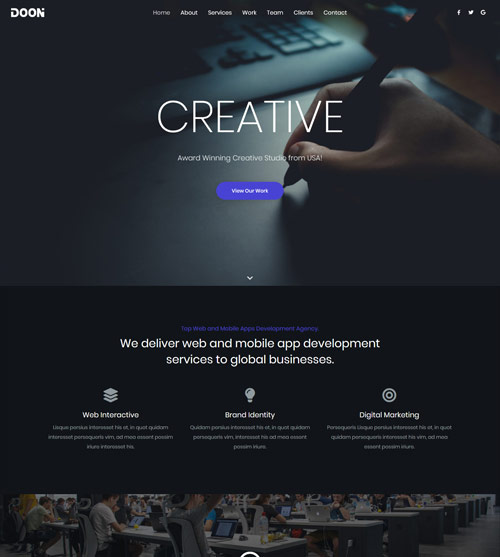 DOON
Home About Services Work Team Clients Contact
CREATIVE
Award Winning Creative Studio from USA!
View Our Work
Top Web and Mobile Apps Development Agency
We deliver web and mobile app development
services to global businesses.
Web Interactive
Lisque persius interesset his et, in quot quidam
interesset persequeris vim, ad mea essent possim
iriure interesset his.
Brand Identity
Quidam persius interesset his et, in quot quidam
persequeris vim, interesset his ad mea essent
possim iriure.
Digital Marketing
Persequeris Lisque persius interesset his et, in
quot quidam persequeris interesset vim, ad mea
essent possim iriure.